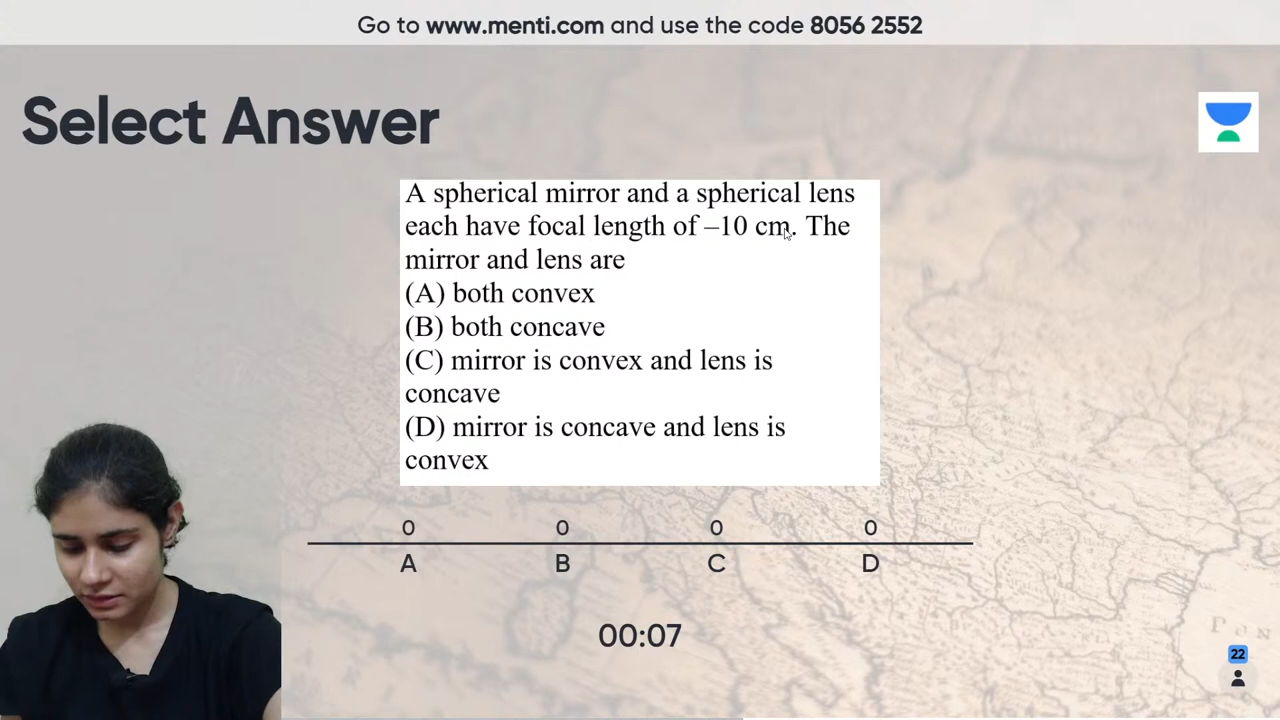 Go to www.menti.com and use the code 8056 2552
Select Answer
A spherical mirror and a spherical lens
each have focal length of –10 cm. The
mirror and lens are
(A) both convex
(B) both concave
(C) mirror is convex and lens is
concave
(D) mirror is concave and lens is
convex
0 0 0 0
A B C D
00:07
22